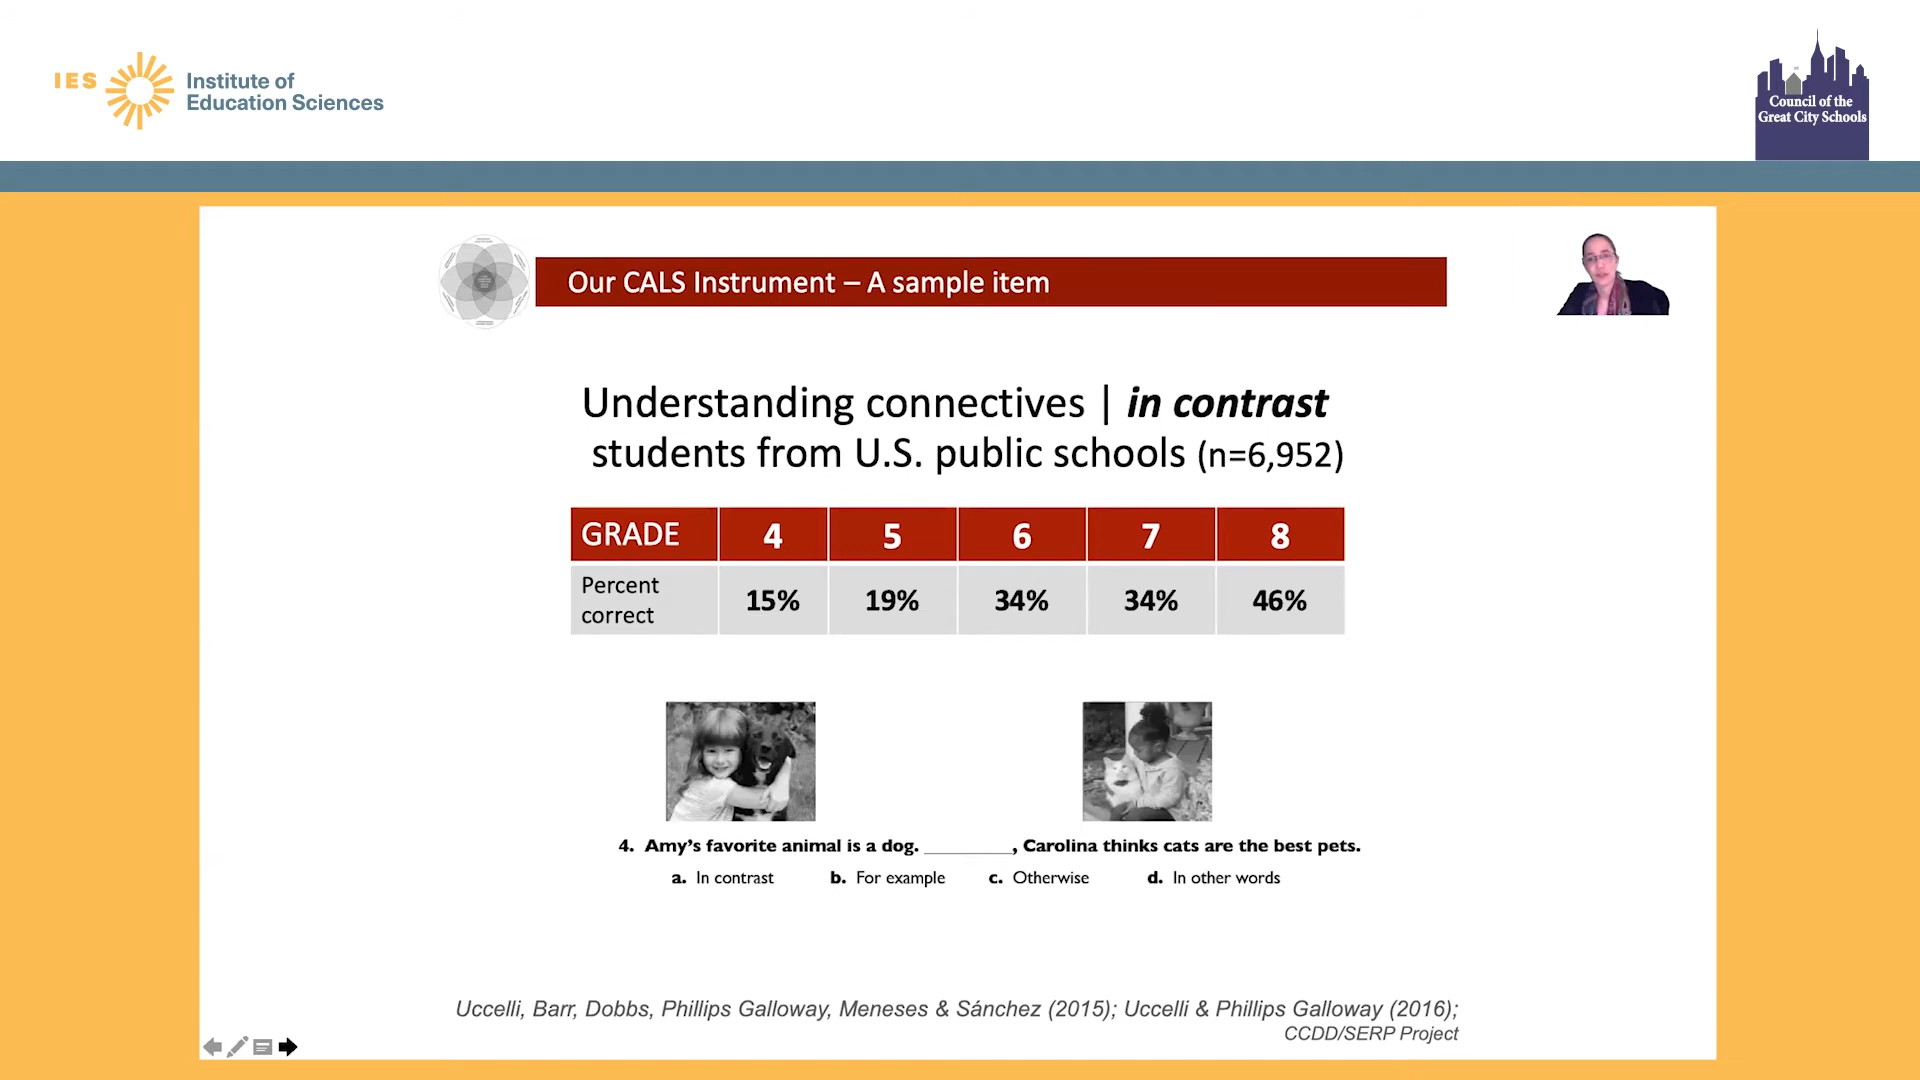 IES
Institute of
Education Sciences
Council of the
Great City Schools
Our CALS Instrument – A sample item
Understanding connectives | in contrast
students from U.S. public schools (n=6,952)
GRADE 4 5 6 7 8
Percent correct 15% 19% 34% 34% 46%
4. Amy's favorite animal is a dog. _________, Carolina thinks cats are the best pets.
a. In contrast b. For example c. Otherwise d. In other words
Uccelli, Barr, Dobbs, Phillips Galloway, Meneses & Sánchez (2015); Uccelli & Phillips Galloway (2016);
CCDD/SERP Project